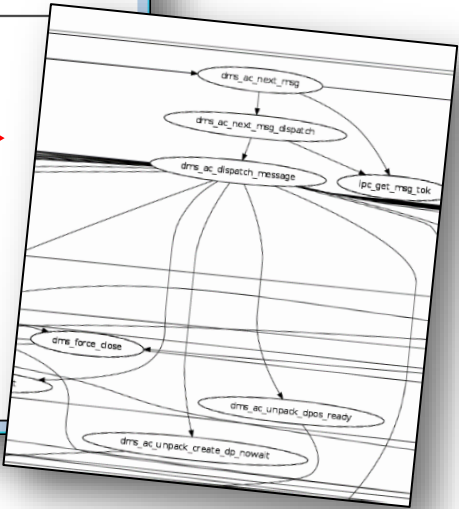 dms_ac_next_msg
dms_ac_next_msg_dispatch
dms_ac_dispatch_message
ipc_get_msg_tok
dms_force_close
t
dms_ac_unpack_dpos_ready
dms_ac_unpack_create_dp_nowait